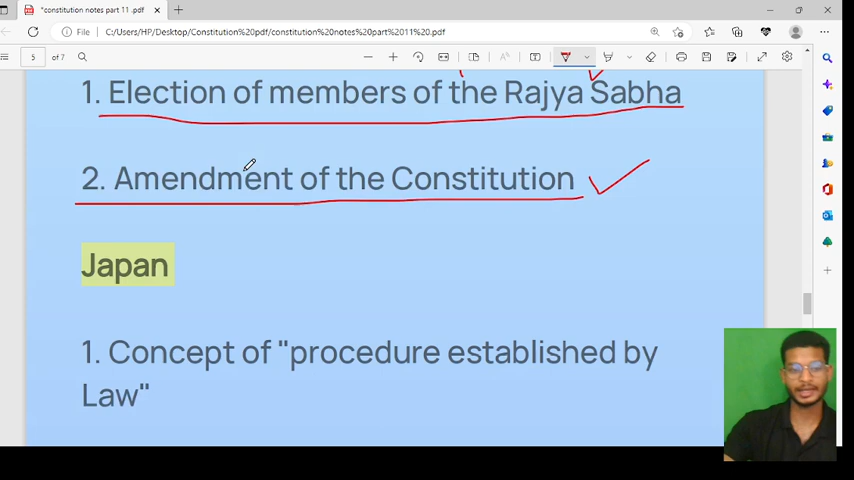 *constitution notes part 11 .pdf
File
C:/Users/HP/Desktop/Constitution%20pdf/constitution%20notes%20part%2011%20.pdf
5 of 7
1. Election of members of the Rajya Sabha
2. Amendment of the Constitution
Japan
1. Concept of "procedure established by
Law"